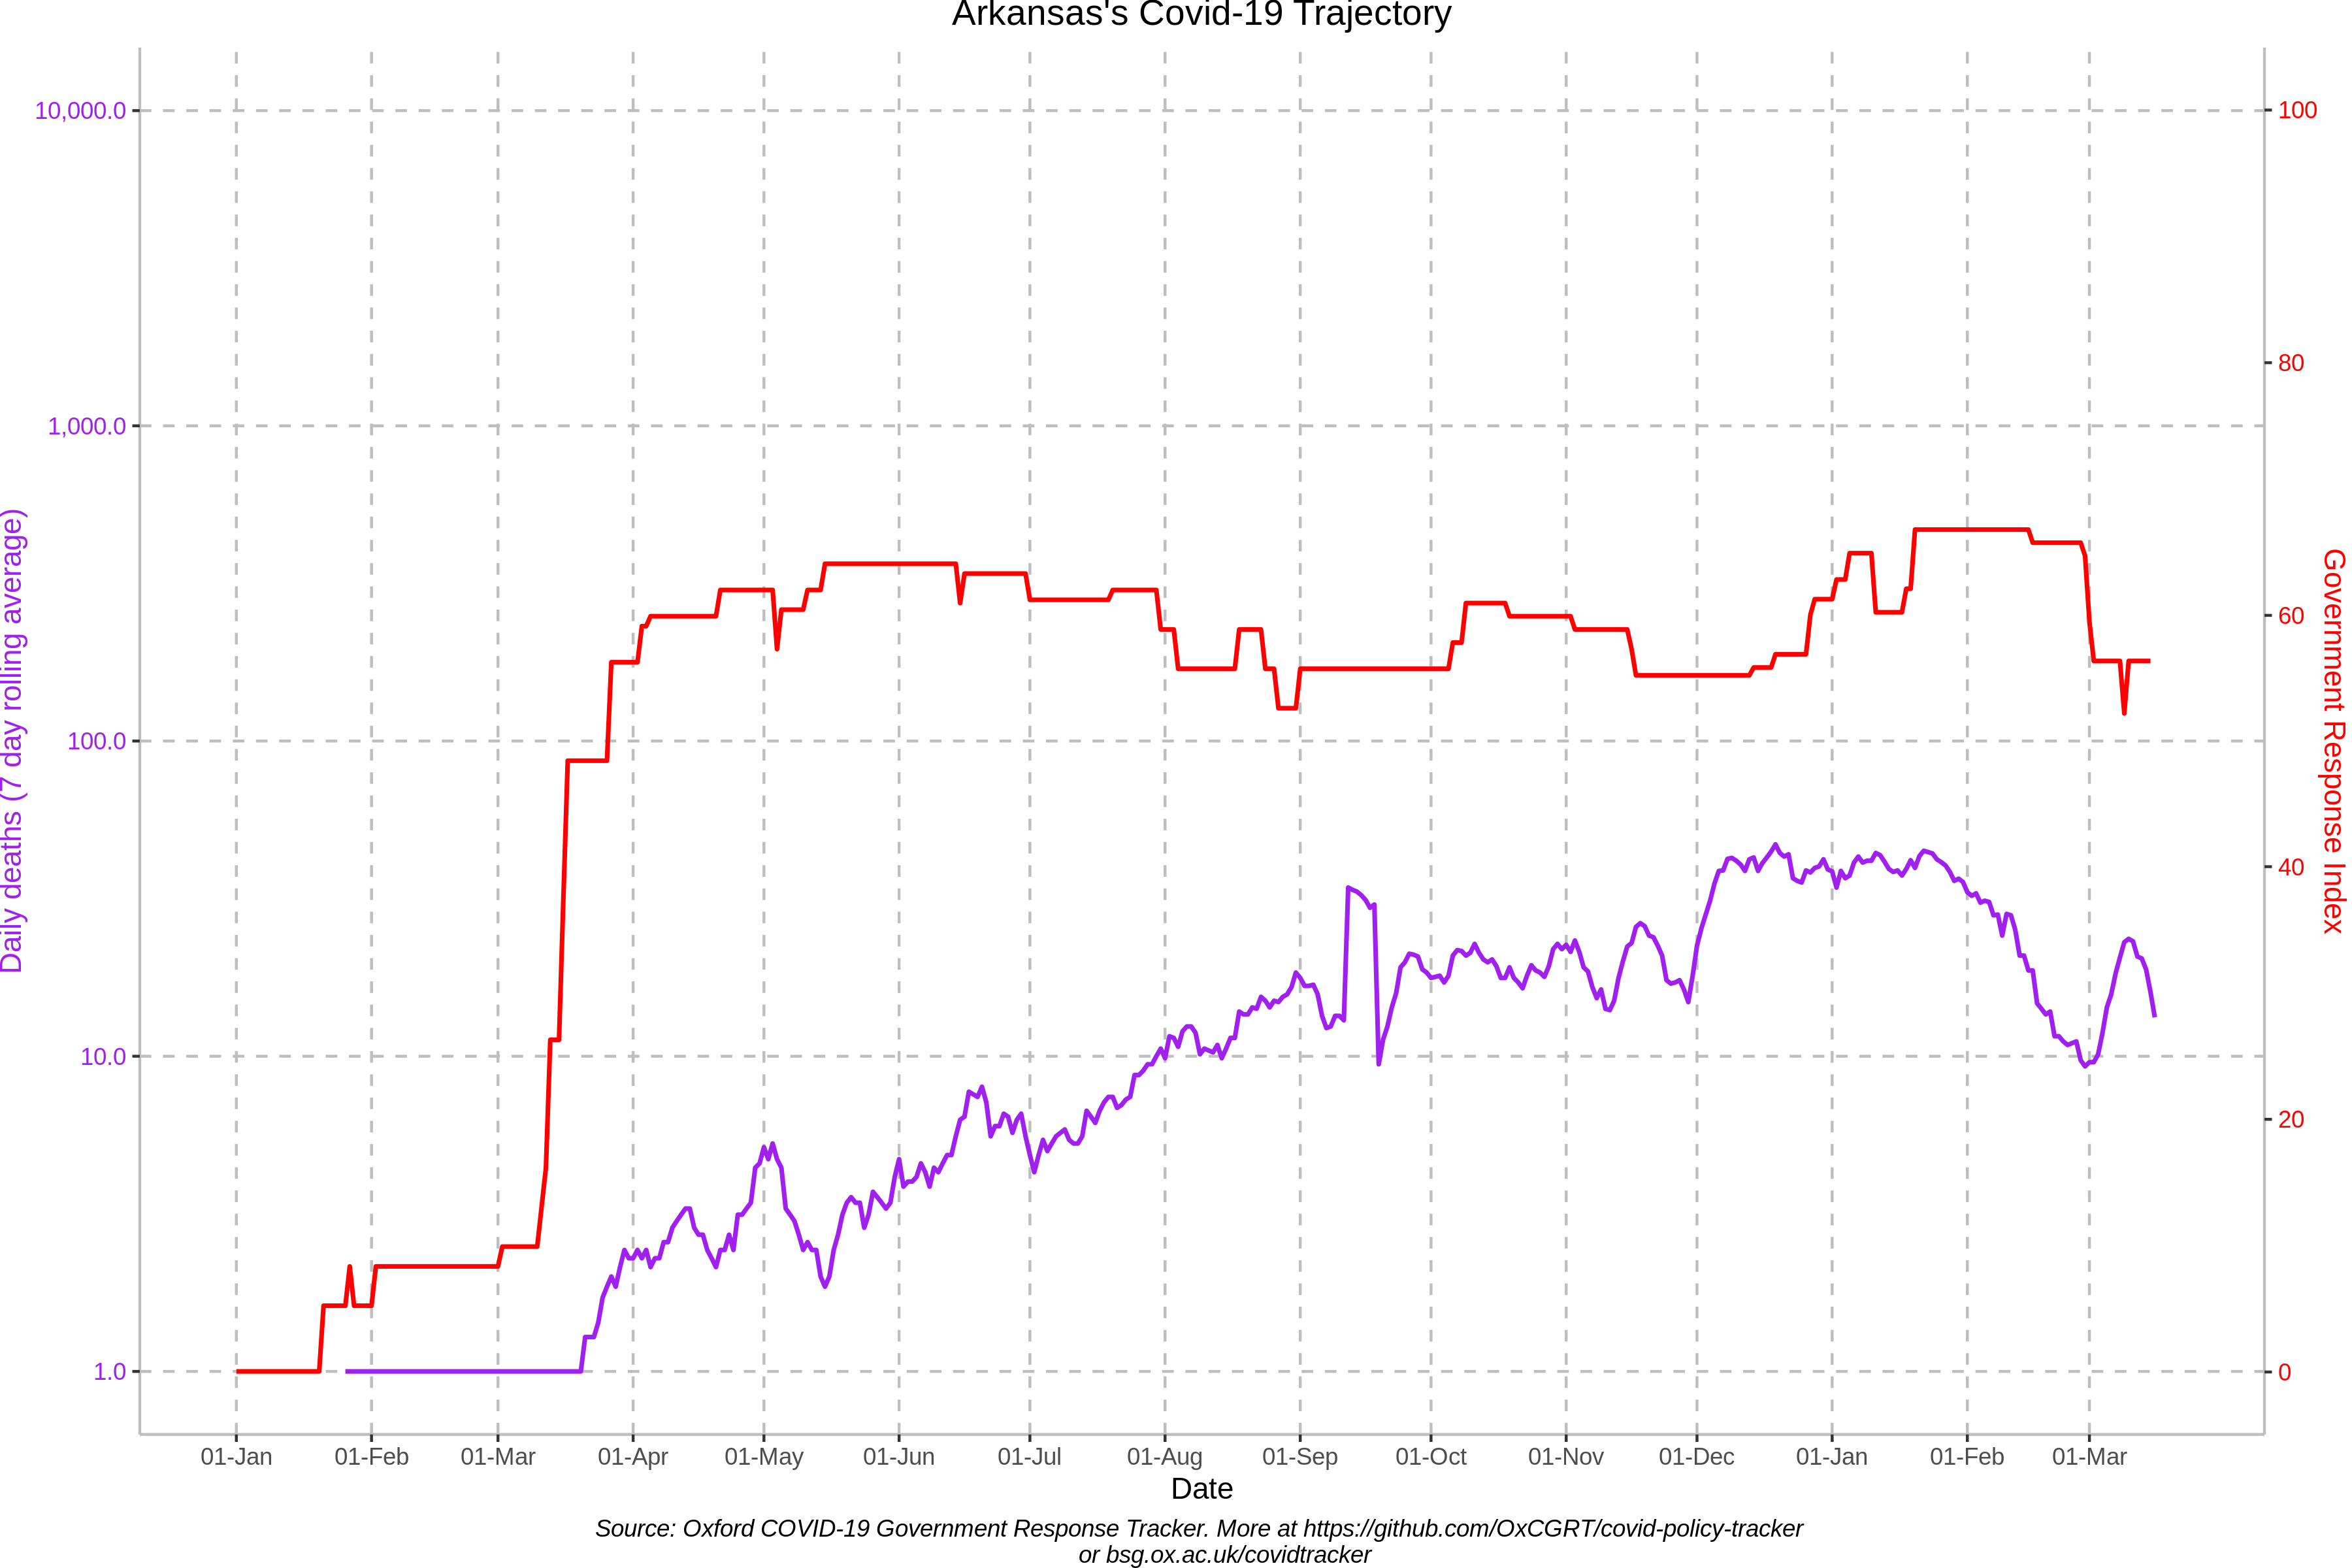 Arkansas's Covid-19 Trajectory
10,000.0
1,000.0
100.0
10.0
1.0
Daily deaths (7 day rolling average)
100
80
60
40
20
0
Government Response Index
01-Jan 01-Feb 01-Mar 01-Apr 01-May 01-Jun 01-Jul 01-Aug 01-Sep 01-Oct 01-Nov 01-Dec 01-Jan 01-Feb 01-Mar
Date
Source: Oxford COVID-19 Government Response Tracker. More at https://github.com/OxCGRT/covid-policy-tracker
or bsg.ox.ac.uk/covidtracker